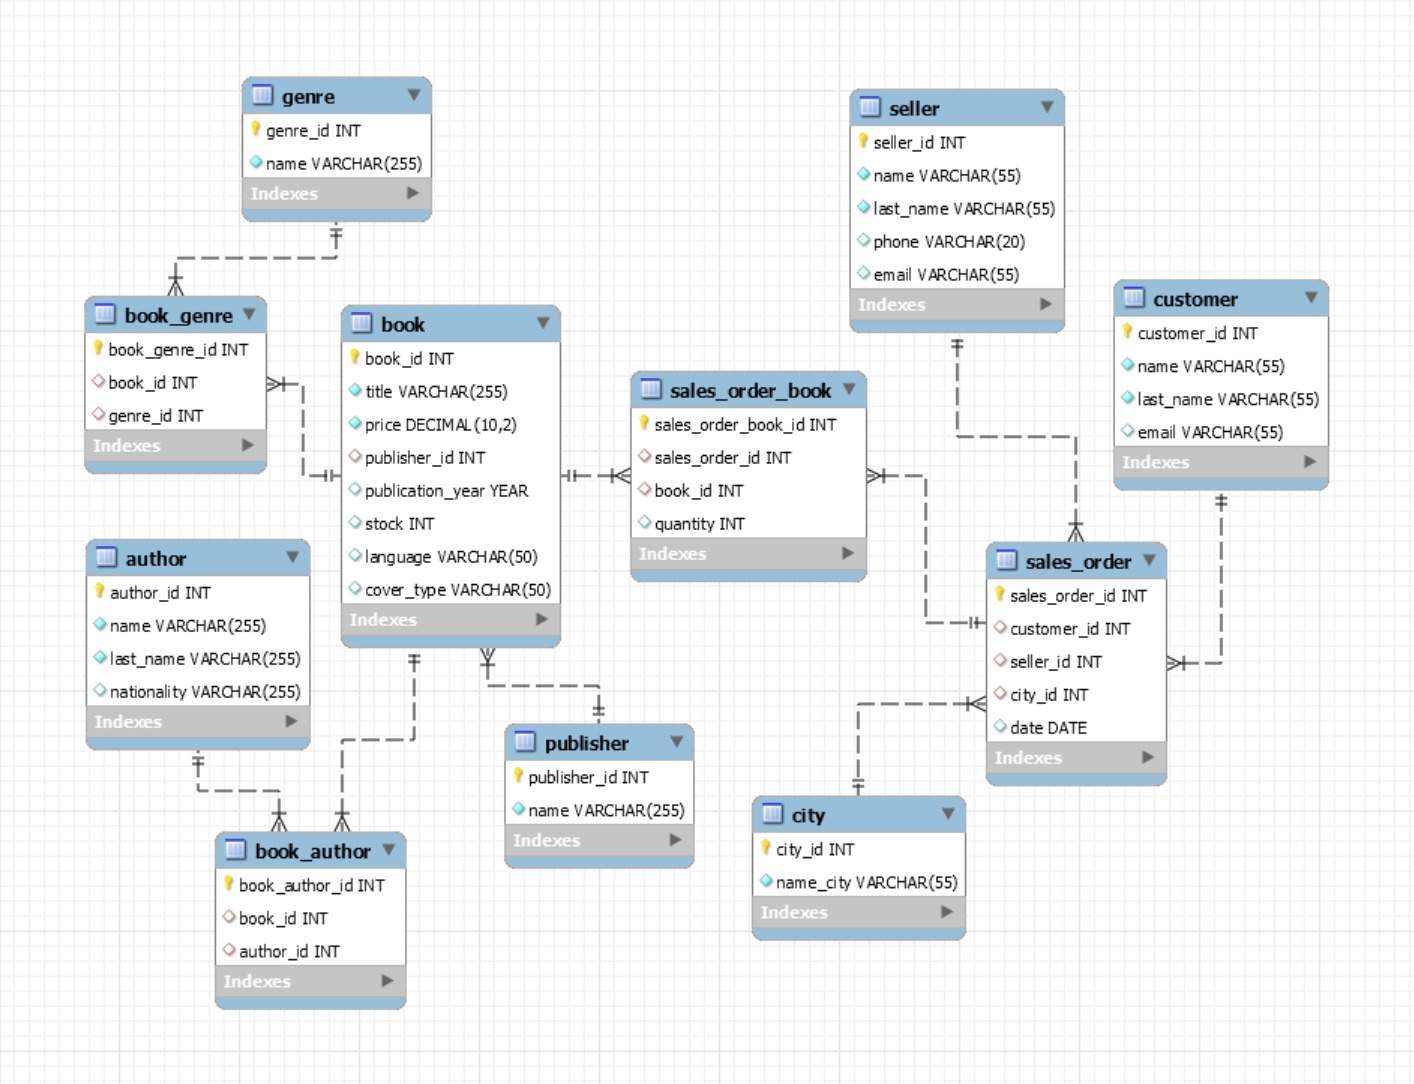 genre
genre_id INT
name VARCHAR(255)
Indexes
seller
seller_id INT
name VARCHAR(55)
last_name VARCHAR(55)
phone VARCHAR(20)
email VARCHAR(55)
Indexes
customer
customer_id INT
name VARCHAR(55)
last_name VARCHAR(55)
email VARCHAR(55)
Indexes
book_genre
book_genre_id INT
book_id INT
genre_id INT
Indexes
book
book_id INT
title VARCHAR(255)
price DECIMAL(10,2)
publisher_id INT
publication_year YEAR
stock INT
language VARCHAR(50)
cover_type VARCHAR(50)
Indexes
sales_order_book
sales_order_book_id INT
sales_order_id INT
book_id INT
quantity INT
Indexes
author
author_id INT
name VARCHAR(255)
last_name VARCHAR(255)
nationality VARCHAR(255)
Indexes
sales_order
sales_order_id INT
customer_id INT
seller_id INT
city_id INT
date DATE
Indexes
publisher
publisher_id INT
name VARCHAR(255)
Indexes
city
city_id INT
name_city VARCHAR(55)
Indexes
book_author
book_author_id INT
book_id INT
author_id INT
Indexes